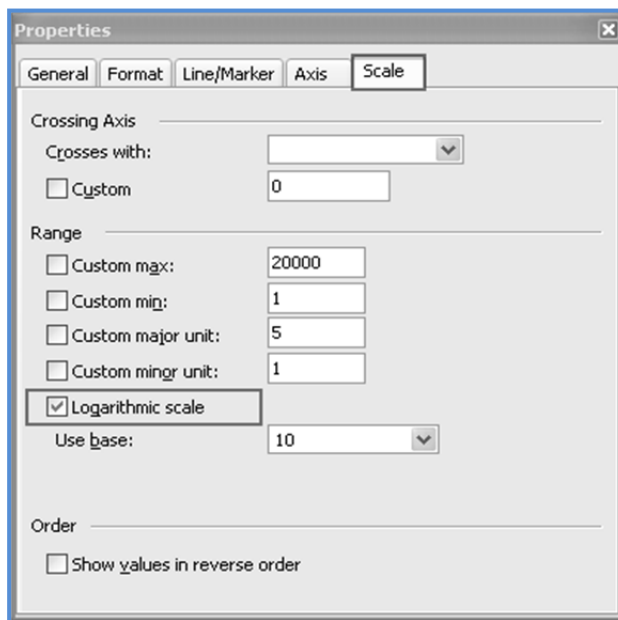 Properties
General Format Line/Marker Axis Scale
Crossing Axis
Crosses with:
Custom 0
Range
Custom max: 20000
Custom min: 1
Custom major unit: 5
Custom minor unit: 1
Logarithmic scale
Use base: 10
Order
Show values in reverse order